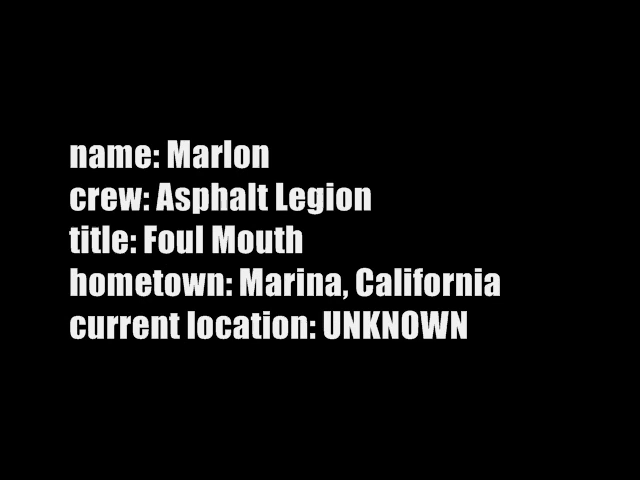 name: Marlon
crew: Asphalt Legion
title: Foul Mouth
hometown: Marina, California
current location: UNKNOWN